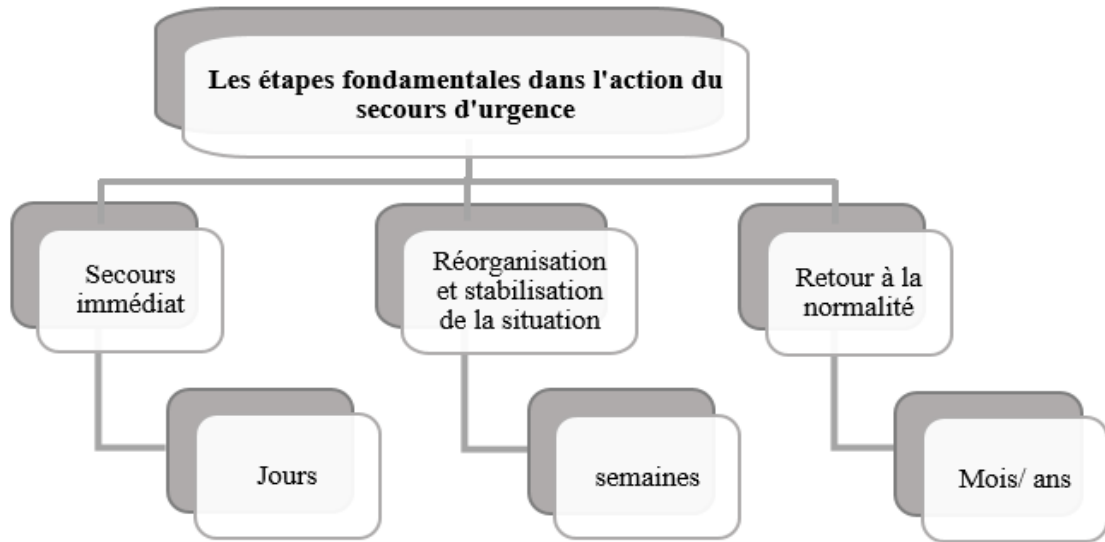 Les étapes fondamentales dans l'action du
secours d'urgence
Secours
immédiat
Réorganisation
et stabilisation
de la situation
Retour à la
normalité
Jours
semaines
Mois/ ans